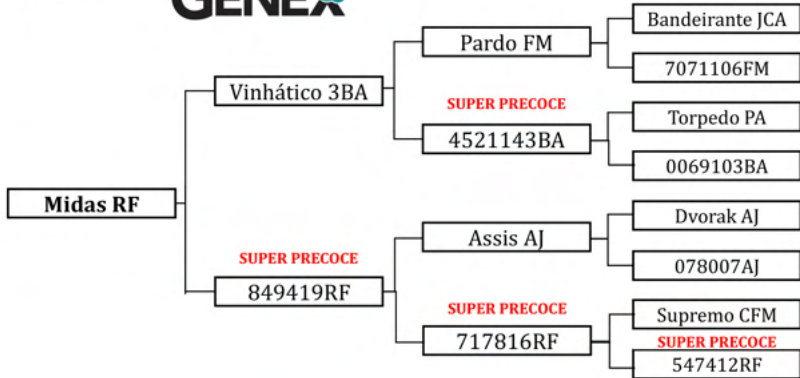 GENEX
Bandeirante JCA
Pardo FM
7071106FM
Vinhático 3BA
SUPER PRECOCE
Torpedo PA
4521143BA
0069103BA
Midas RF
Dvorak AJ
Assis AJ
SUPER PRECOCE
078007AJ
849419RF
SUPER PRECOCE
Supremo CFM
717816RF
SUPER PRECOCE
547412RF